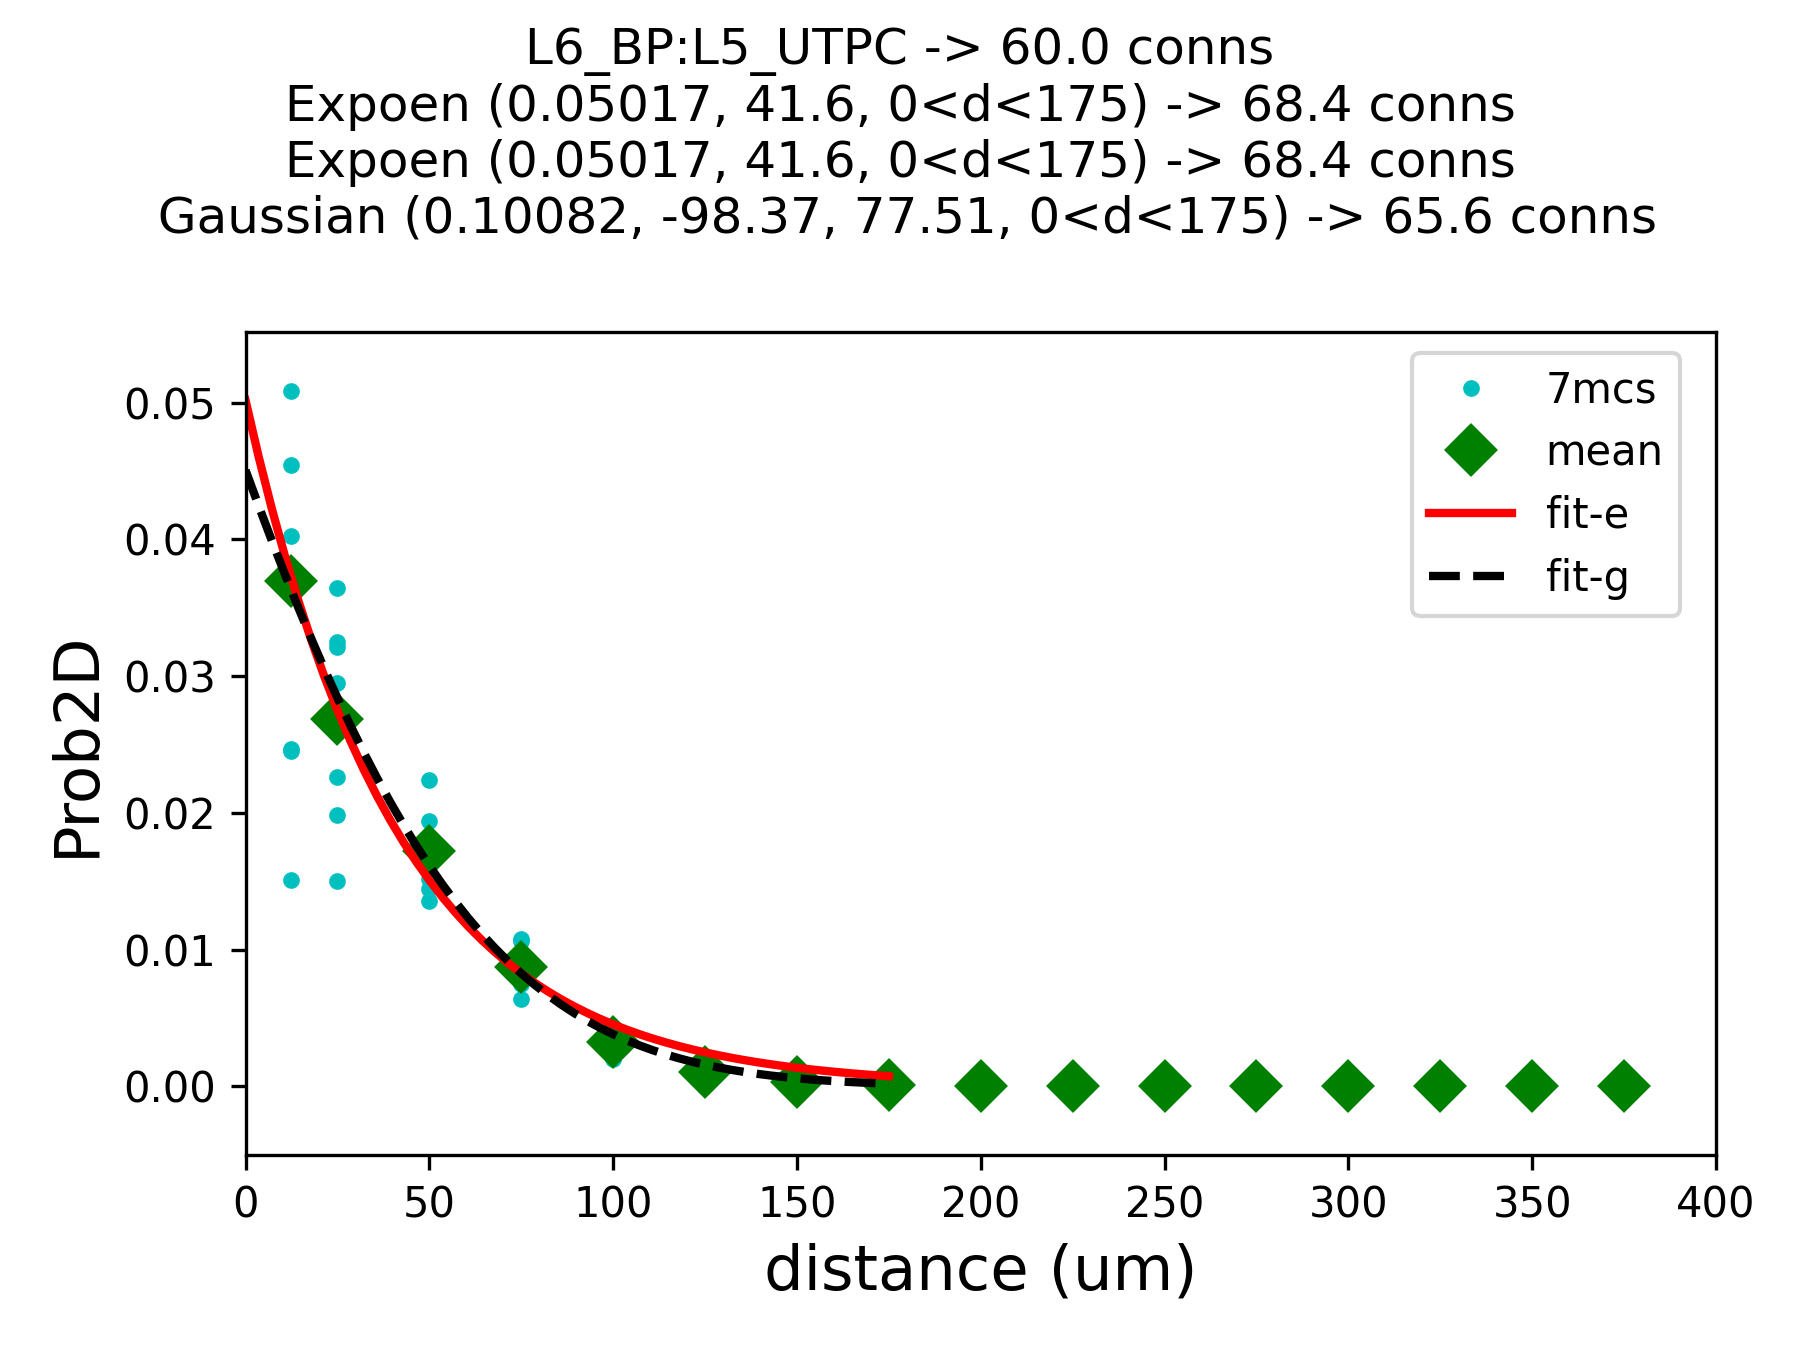 L6_BP:L5_UTPC -> 60.0 conns
Expoen (0.05017, 41.6, 0<d<175) -> 68.4 conns
Expoen (0.05017, 41.6, 0<d<175) -> 68.4 conns
Gaussian (0.10082, -98.37, 77.51, 0<d<175) -> 65.6 conns
7mcs
mean
fit-e
fit-g
Prob2D
0.05
0.04
0.03
0.02
0.01
0.00
0 50 100 150 200 250 300 350 400
distance (um)